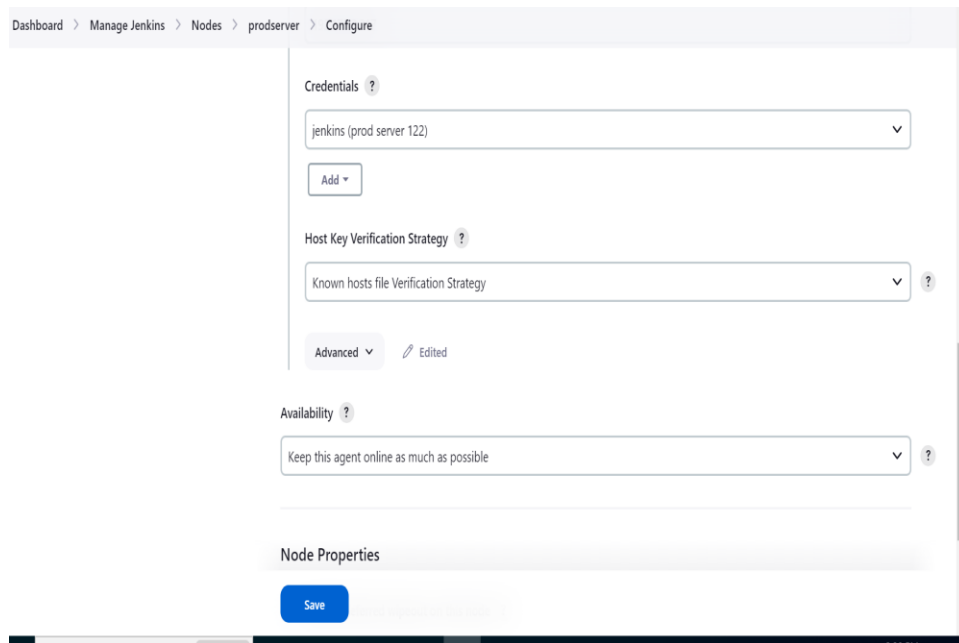 Dashboard > Manage Jenkins > Nodes > prodserver > Configure
Credentials ?
jenkins (prod server 122)
Add
Host Key Verification Strategy ?
Known hosts file Verification Strategy
?
Advanced Edited
Availability ?
Keep this agent online as much as possible
?
Node Properties
Save